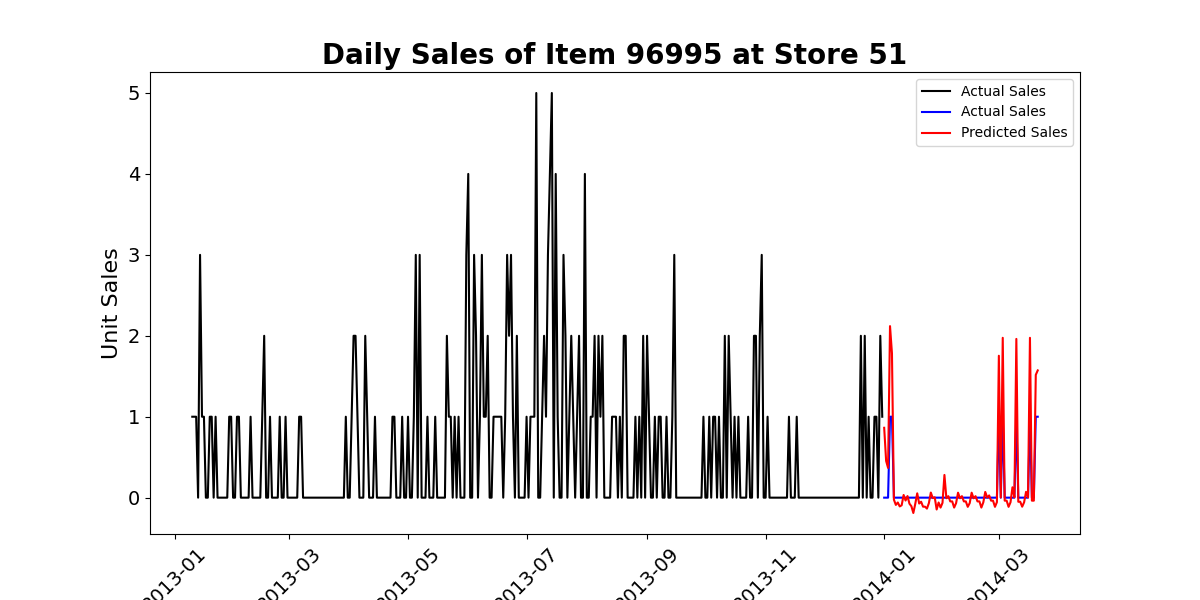 Daily Sales of Item 96995 at Store 51
Actual Sales
Actual Sales
Predicted Sales
Unit Sales
5
4
3
2
1
0
2013-01
2013-03
2013-05
2013-07
2013-09
2013-11
2014-01
2014-03